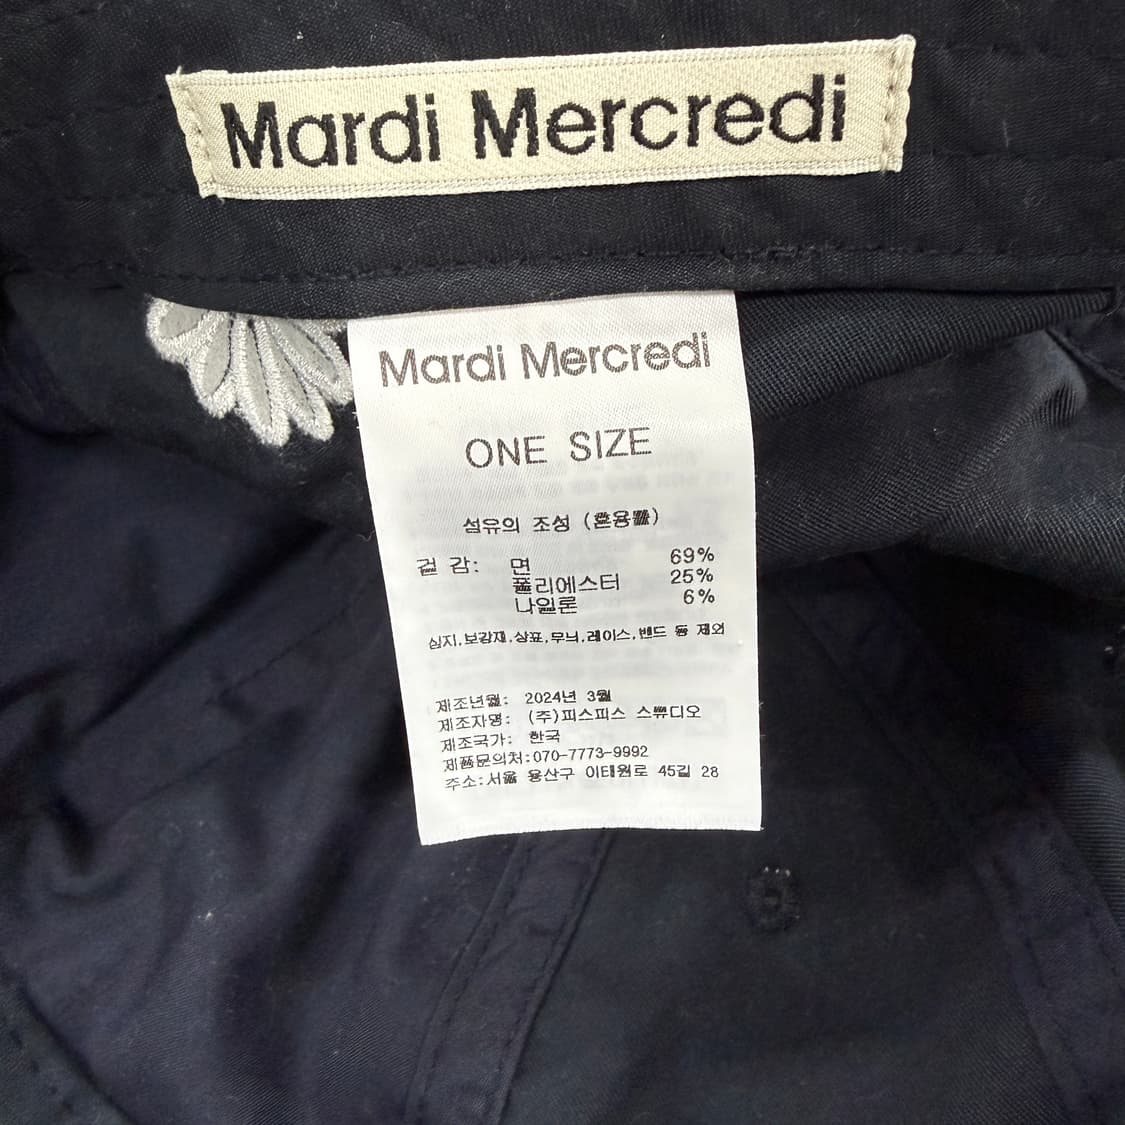 Mardi Mercredi
Mardi Mercredi
ONE SIZE
섬유의 조성 (혼용률)
겉 감: 면 69%
폴리에스터 25%
나일론 6%
심지,보강재,상표,무늬,레이스,밴드 등 제외
제조년월: 2024년 3월
제조자명: (주)피스피스 스튜디오
제조국가: 한국
제품문의처:070-7773-9992
주소:서울 용산구 이태원로 45길 28